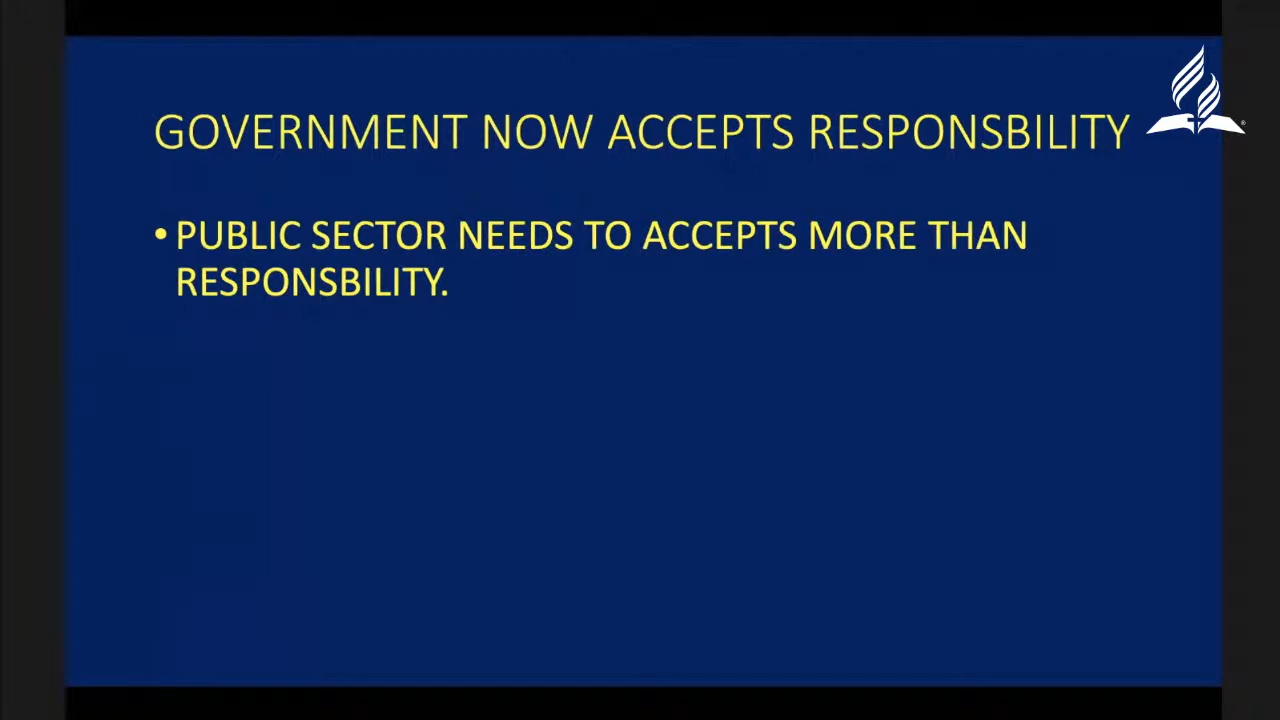 GOVERNMENT NOW ACCEPTS RESPONSBILITY
• PUBLIC SECTOR NEEDS TO ACCEPTS MORE THAN
RESPONSBILITY.